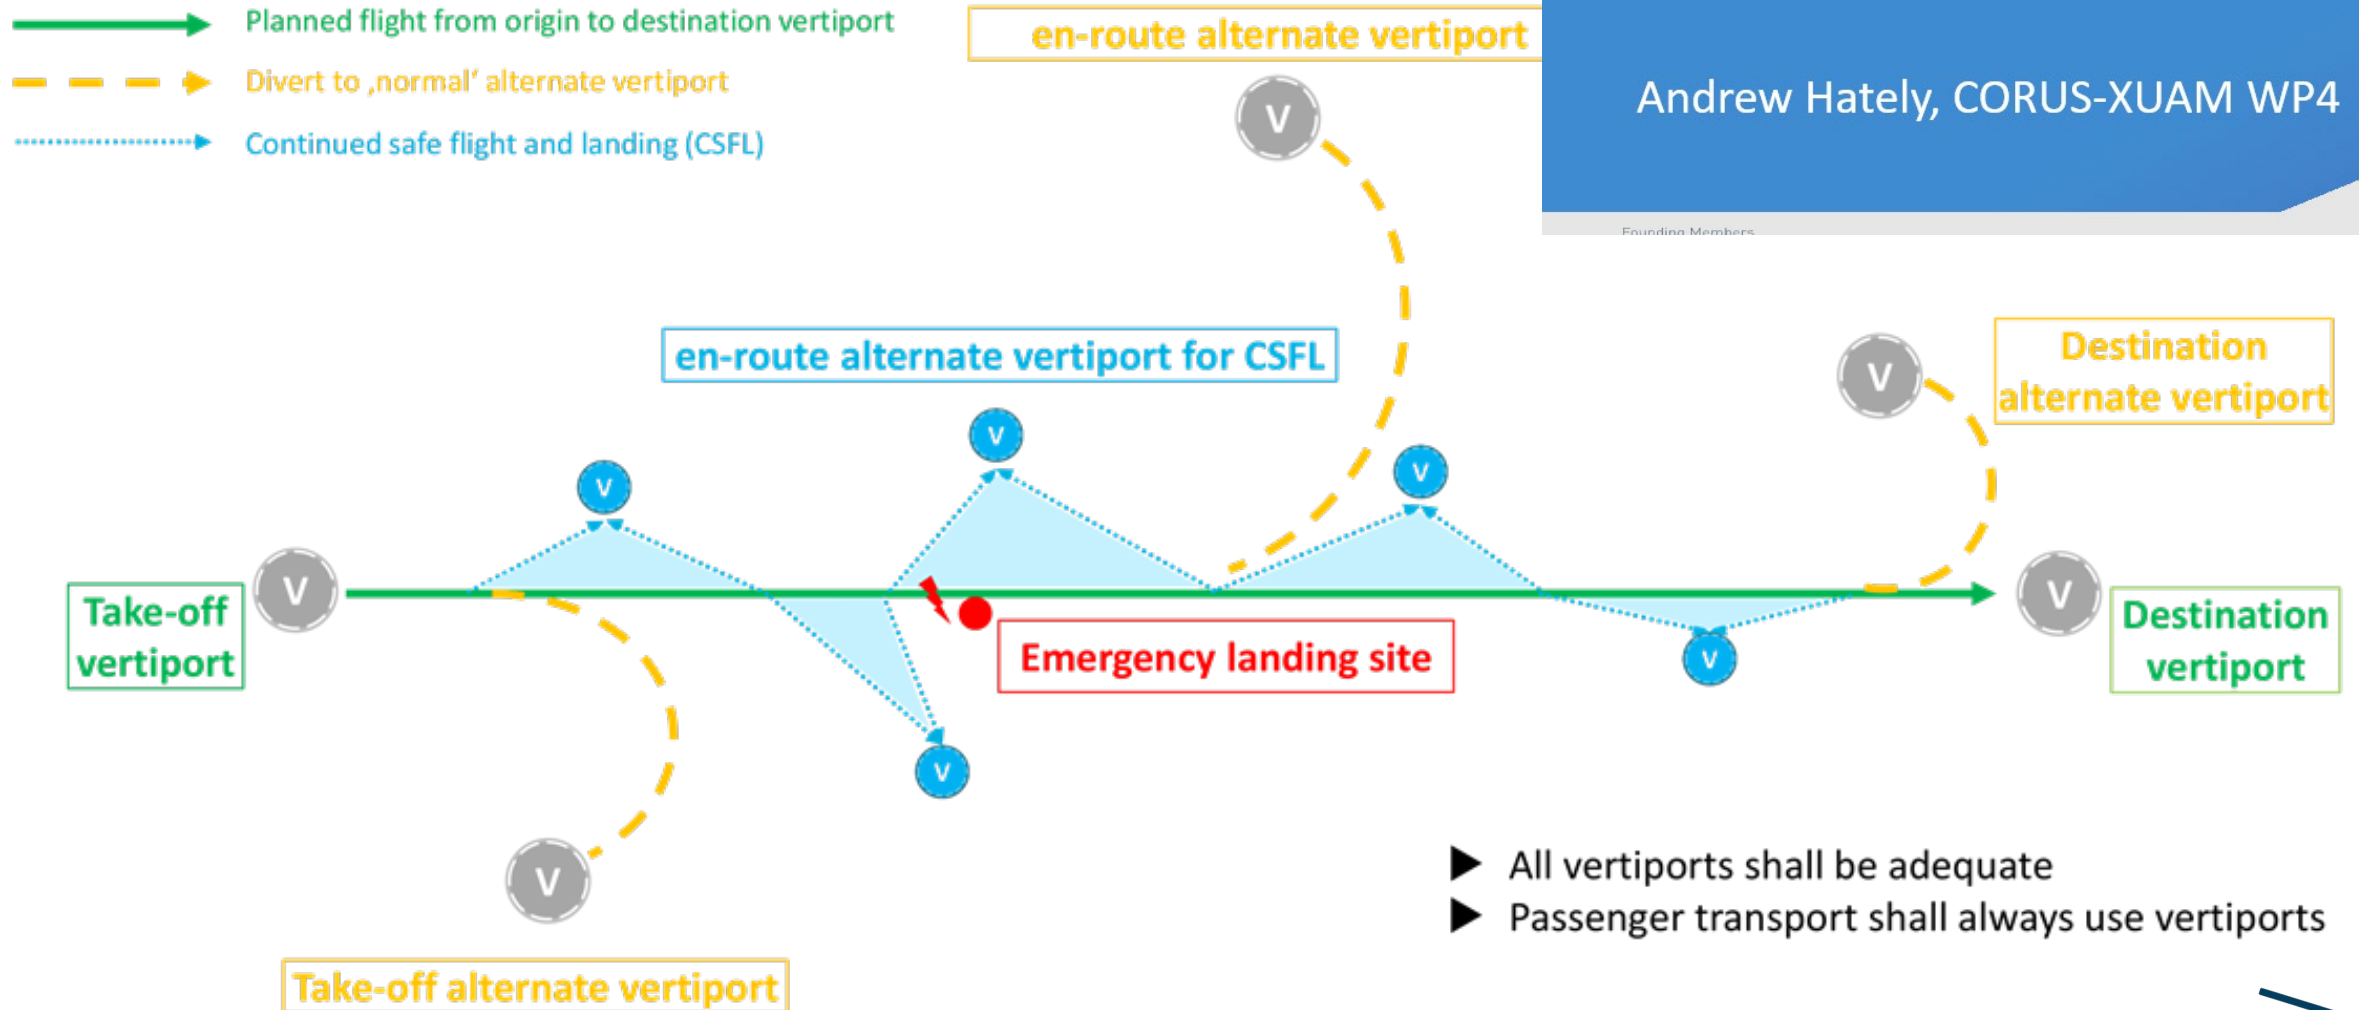 Planned flight from origin to destination vertiport
Divert to ‚normal‘ alternate vertiport
Continued safe flight and landing (CSFL)
en-route alternate vertiport
V
Andrew Hately, CORUS-XUAM WP4
Founding Members
en-route alternate vertiport for CSFL
V
Destination
alternate vertiport
V
V
V
V
Take-off
vertiport
V
Destination
vertiport
Emergency landing site
V
V
V
Take-off alternate vertiport
▶ All vertiports shall be adequate
▶ Passenger transport shall always use vertiports